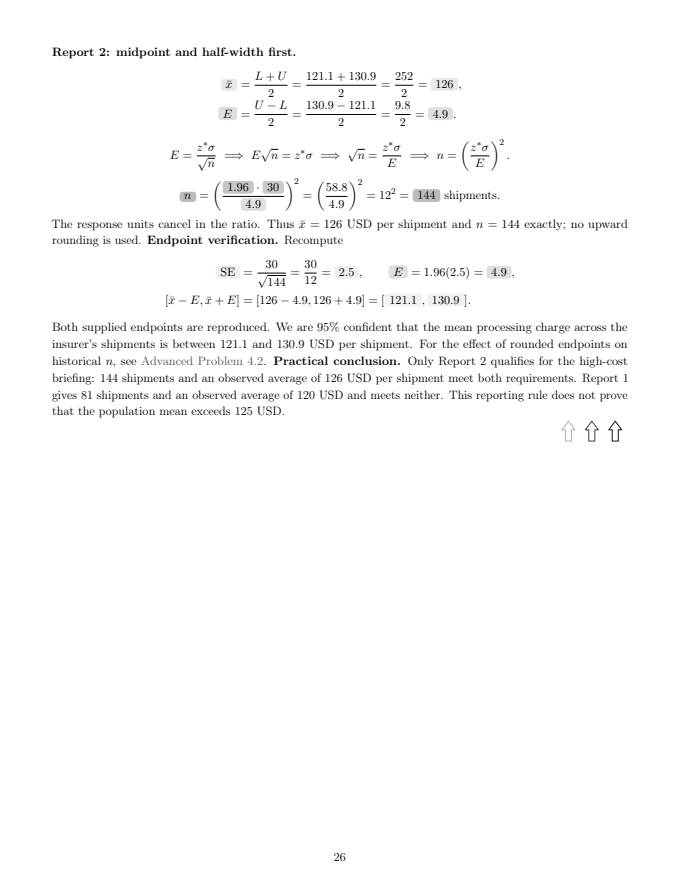 Report 2: midpoint and half-width first.
x̄ = (L + U)/2 = (121.1 + 130.9)/2 = 252/2 = 126 ,
E = (U − L)/2 = (130.9 − 121.1)/2 = 9.8/2 = 4.9 .
E = z*σ/√n ⟹ E√n = z*σ ⟹ √n = z*σ/E ⟹ n = (z*σ/E)² .
n = (1.96 · 30/4.9)² = (58.8/4.9)² = 12² = 144 shipments.
The response units cancel in the ratio. Thus x̄ = 126 USD per shipment and n = 144 exactly; no upward
rounding is used. Endpoint verification. Recompute
SE = 30/√144 = 30/12 = 2.5 , E = 1.96(2.5) = 4.9 ,
[x̄ − E, x̄ + E] = [126 − 4.9, 126 + 4.9] = [ 121.1 , 130.9 ].
Both supplied endpoints are reproduced. We are 95% confident that the mean processing charge across the
insurer's shipments is between 121.1 and 130.9 USD per shipment. For the effect of rounded endpoints on
historical n, see Advanced Problem 4.2. Practical conclusion. Only Report 2 qualifies for the high-cost
briefing: 144 shipments and an observed average of 126 USD per shipment meet both requirements. Report 1
gives 81 shipments and an observed average of 120 USD and meets neither. This reporting rule does not prove
that the population mean exceeds 125 USD.
26